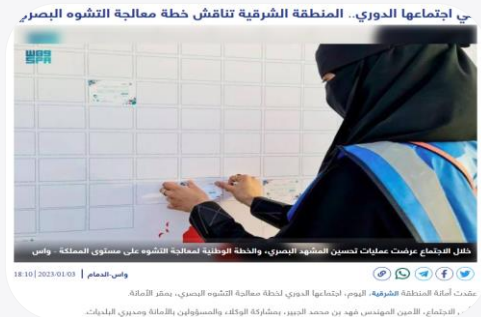 في اجتماعها الدوري.. المنطقة الشرقية تناقش خطة معالجة التشوه البصري
واس
SPA
خلال الاجتماع عرضت عمليات تحسين المشهد البصري، والخطة الوطنية لمعالجة التشوه على مستوى المملكة - واس
واس-الدمام | 2023/01/03 | 18:10
عقدت أمانة المنطقة الشرقية، اليوم، اجتماعها الدوري لخطة معالجة التشوه البصري، بمقر الأمانة.
الاجتماع، الأمين المهندس فهد بن محمد الجبير، بمشاركة الوكلاء والمسؤولين بالأمانة ومديري البلديات.